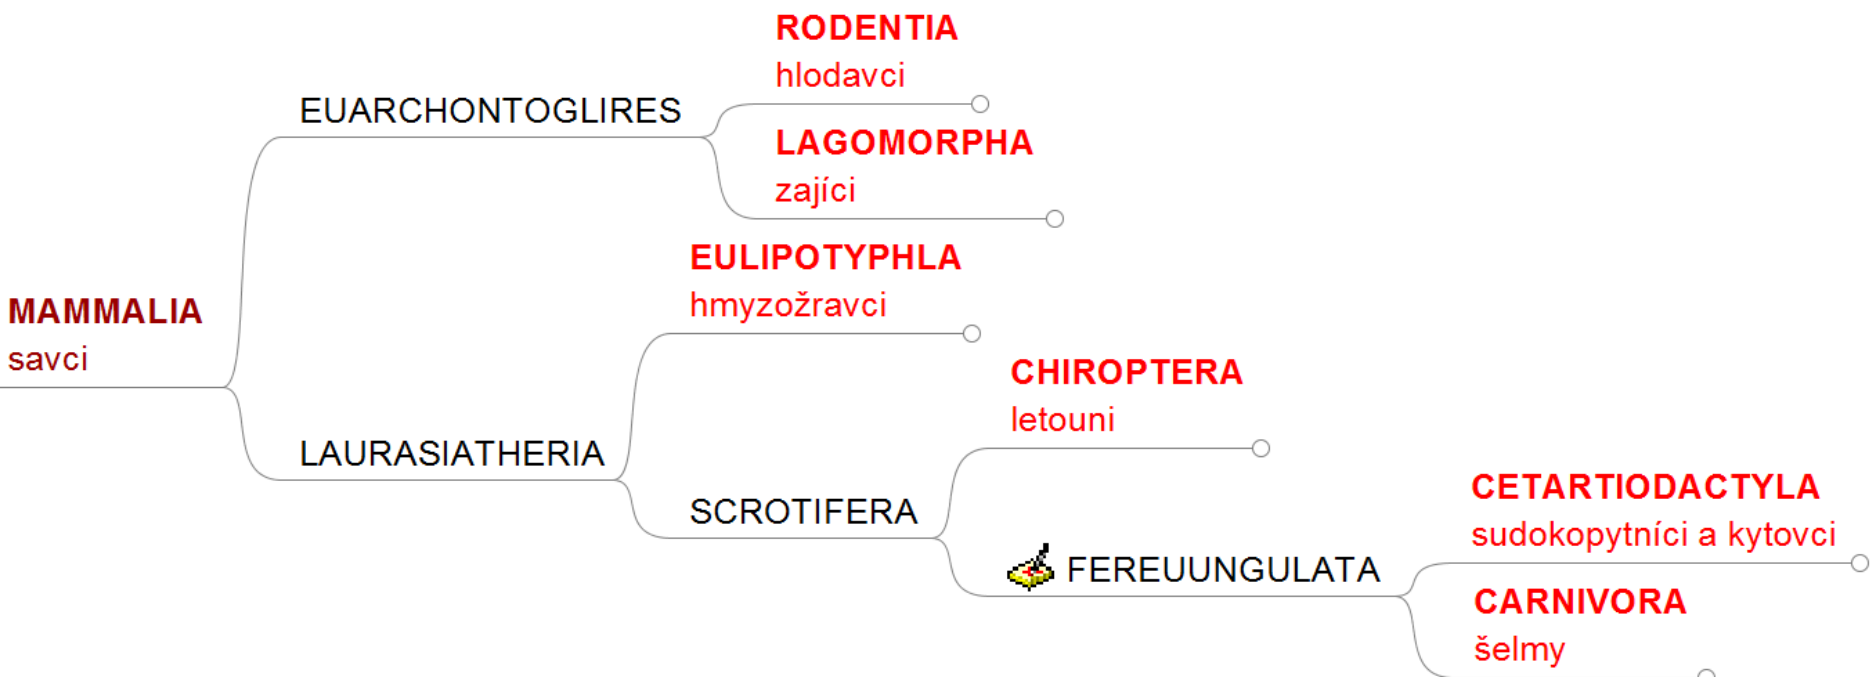 RODENTIA
hlodavci
EUARCHONTOGLIRES
LAGOMORPHA
zajíci
EULIPOTYPHLA
hmyzožravci
MAMMALIA
savci
CHIROPTERA
letouni
LAURASIATHERIA
SCROTIFERA
CETARTIODACTYLA
sudokopytníci a kytovci
FEREUUNGULATA
CARNIVORA
šelmy